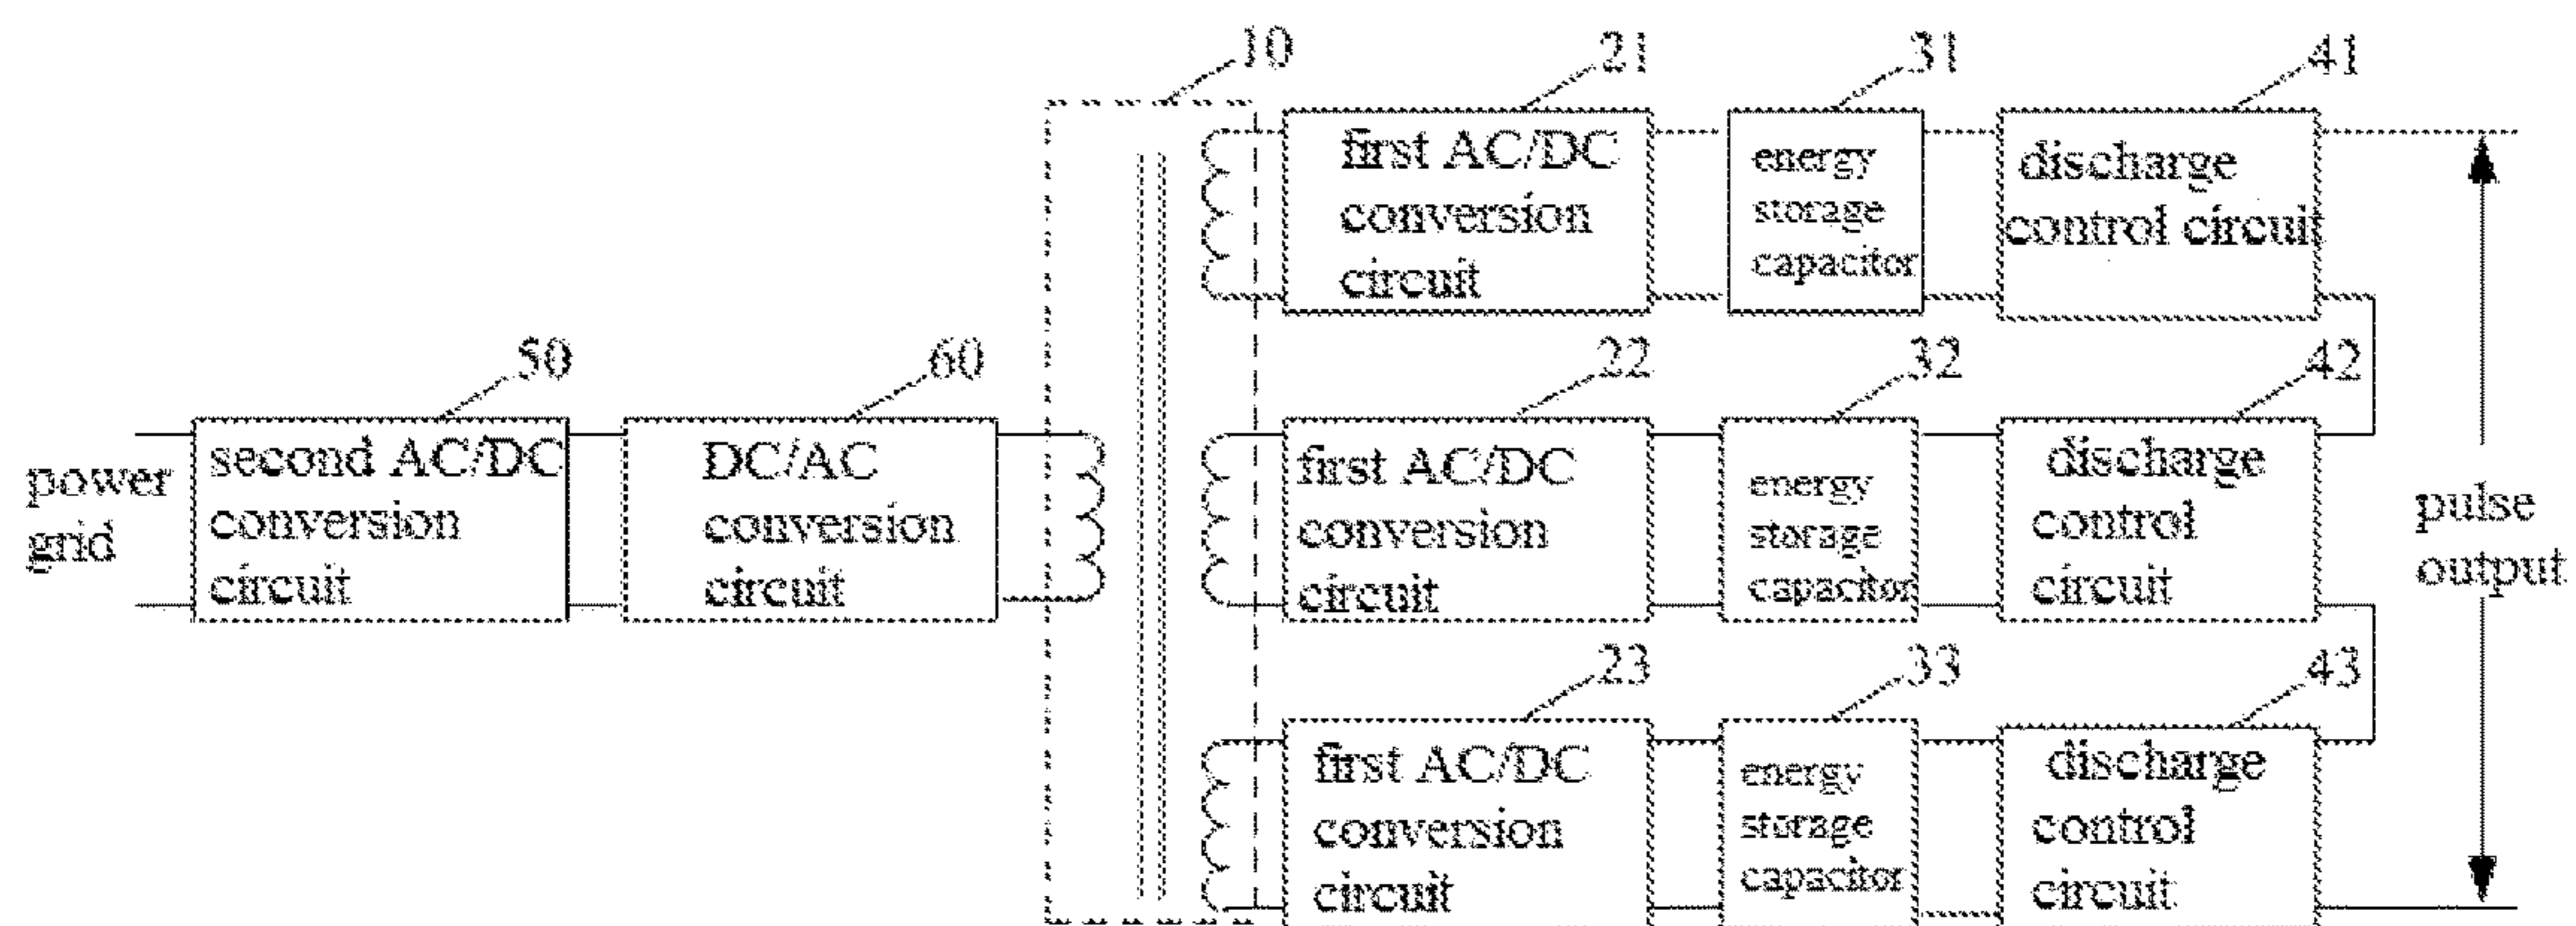 10
21
31
41
first AC/DC
conversion
circuit
energy
storage
capacitor
discharge
control circuit
50
60
22
32
42
power
grid
second AC/DC
conversion
circuit
DC/AC
conversion
circuit
first AC/DC
conversion
circuit
energy
storage
capacitor
discharge
control
circuit
pulse
output
23
33
43
first AC/DC
conversion
circuit
energy
storage
capacitor
discharge
control
circuit